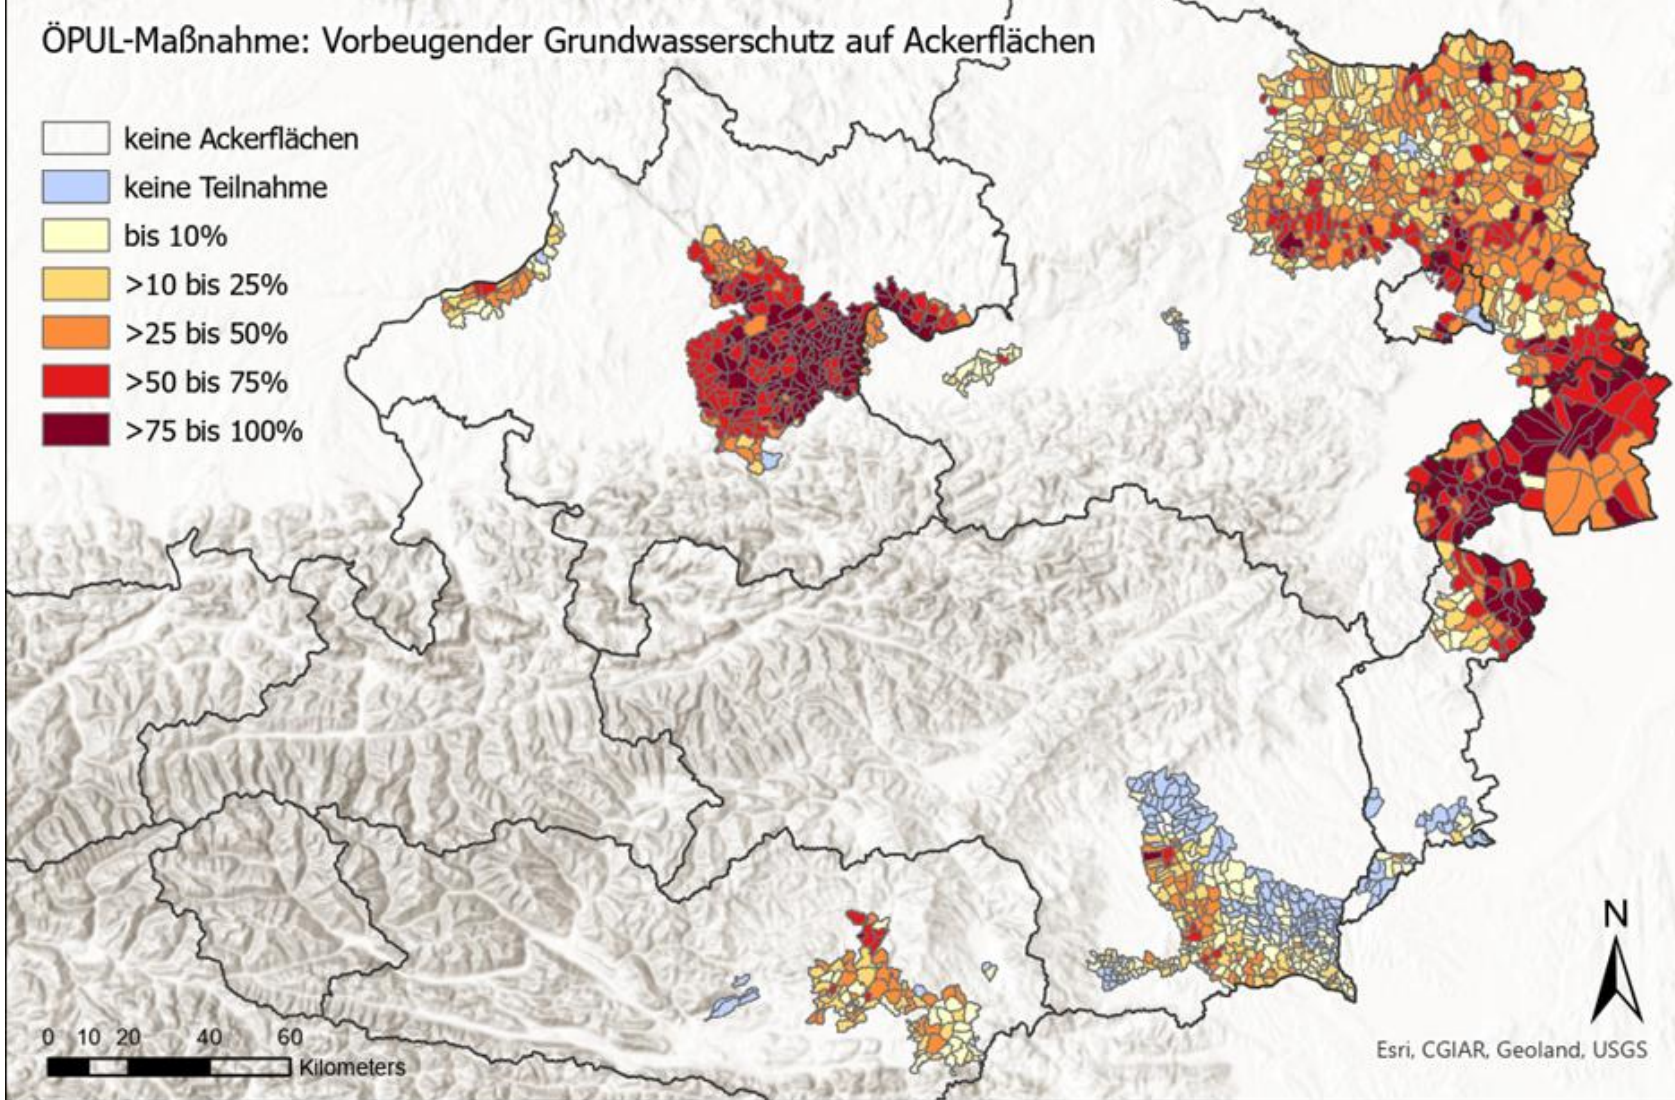 ÖPUL-Maßnahme: Vorbeugender Grundwasserschutz auf Ackerflächen
keine Ackerflächen
keine Teilnahme
bis 10%
>10 bis 25%
>25 bis 50%
>50 bis 75%
>75 bis 100%
N
0 10 20 40 60
Kilometers
Esri, CGIAR, Geoland, USGS